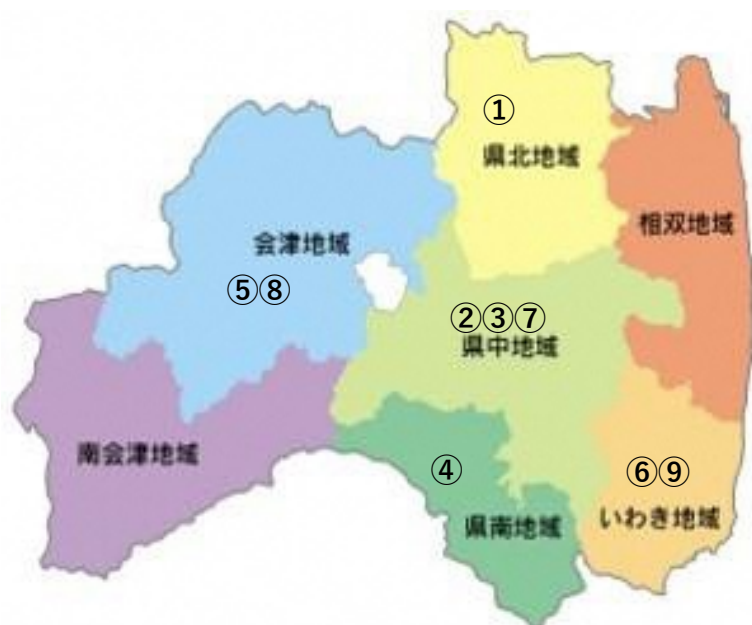 ①
県北地域
相双地域
会津地域
⑤⑧
②③⑦
県中地域
南会津地域
④
県南地域
⑥⑨
いわき地域